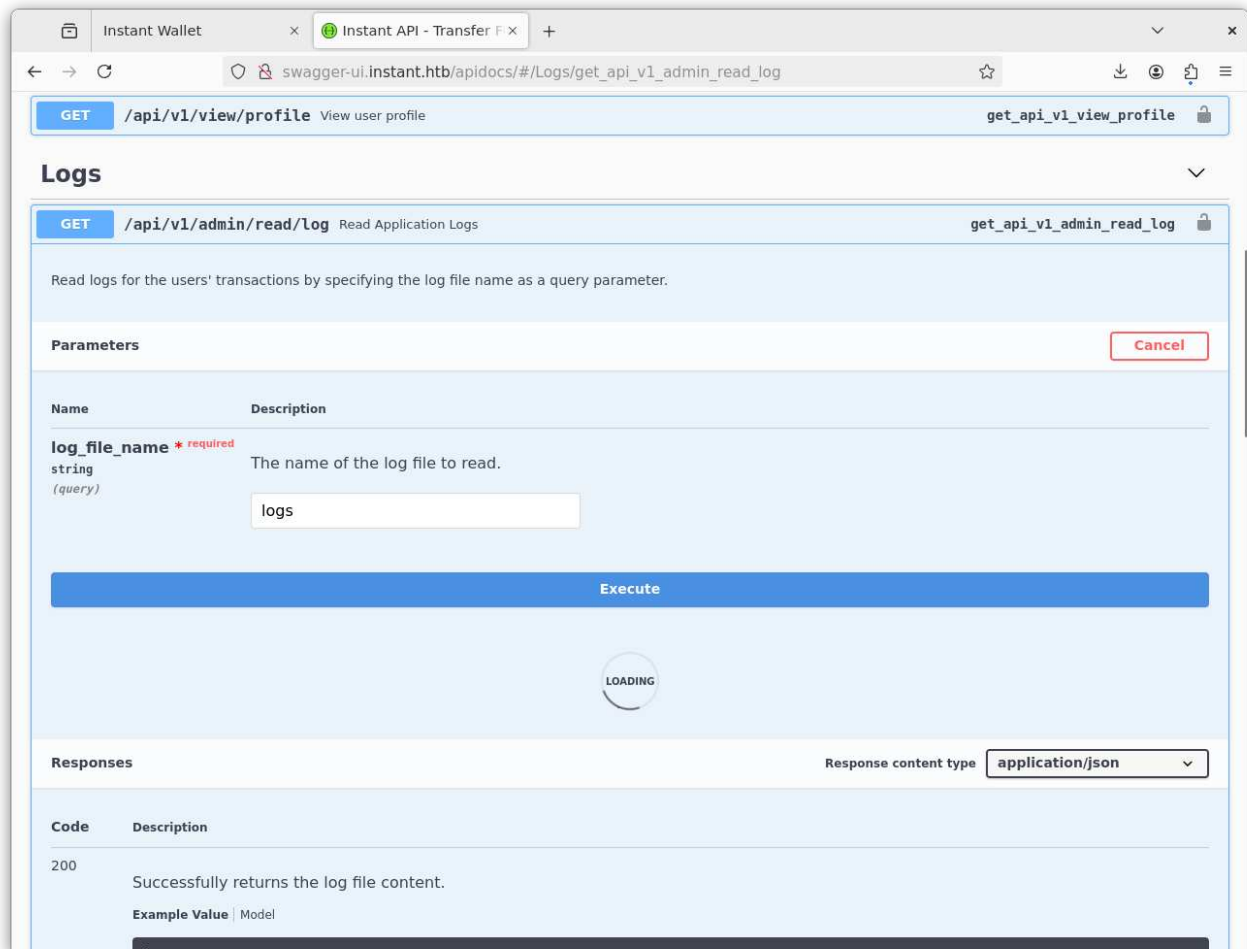 Instant Wallet
Instant API - Transfer F
swagger-ui.instant.htb/apidocs/#/Logs/get_api_v1_admin_read_log
GET /api/v1/view/profile View user profile get_api_v1_view_profile
Logs
GET /api/v1/admin/read/log Read Application Logs get_api_v1_admin_read_log
Read logs for the users' transactions by specifying the log file name as a query parameter.
Parameters Cancel
Name Description
log_file_name * required
string
(query)
The name of the log file to read.
logs
Execute
LOADING
Responses Response content type application/json
Code Description
200
Successfully returns the log file content.
Example Value Model